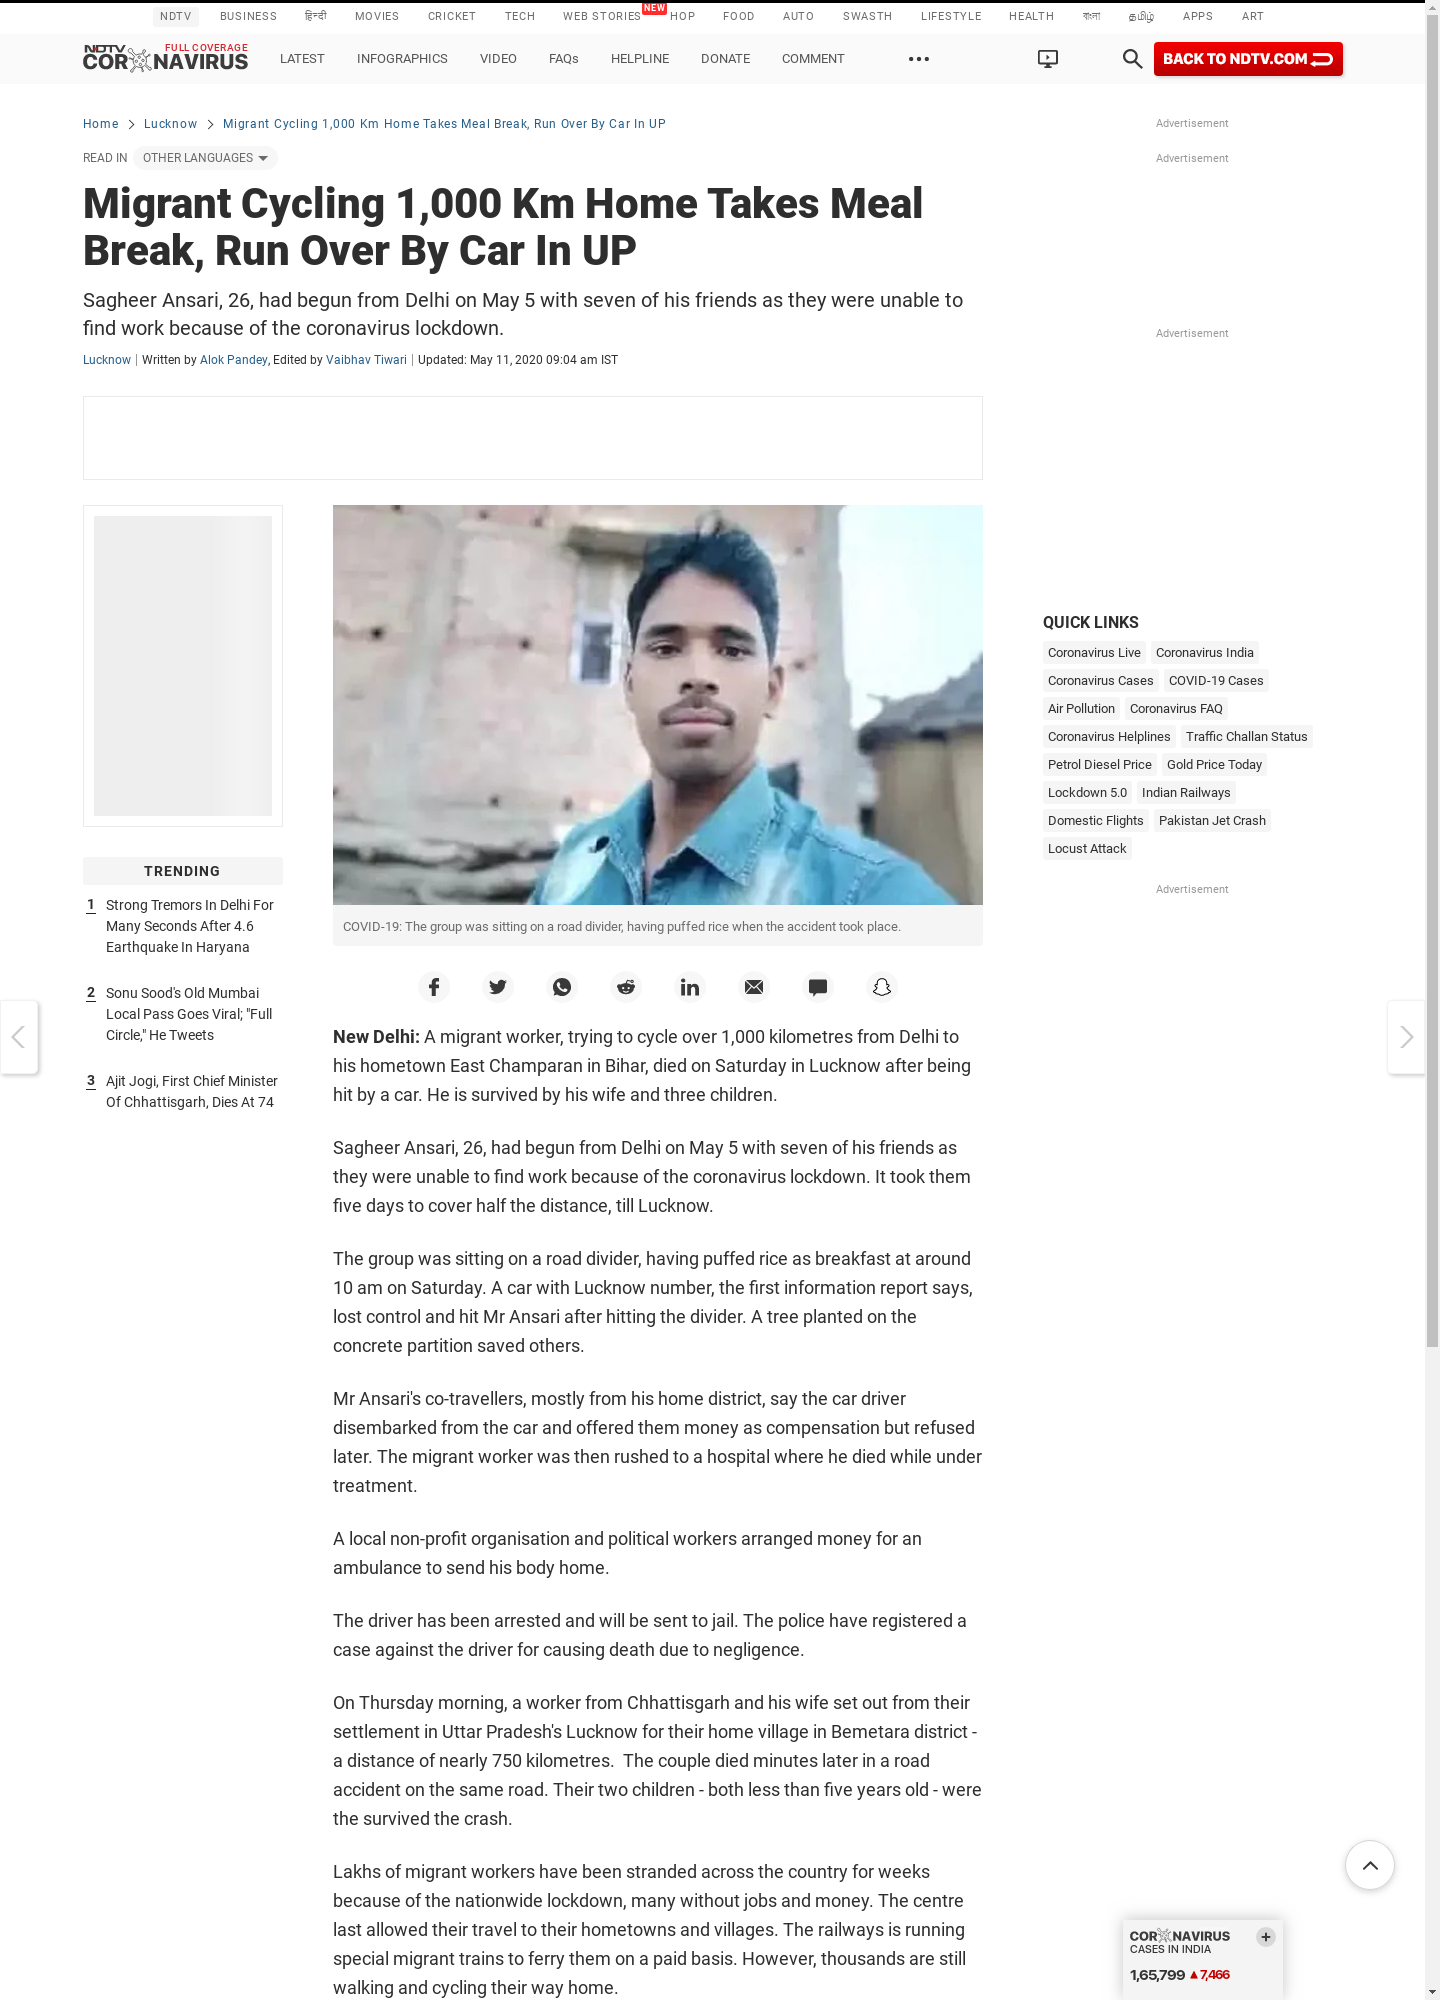 NDTV BUSINESS हिन्दी MOVIES CRICKET TECH WEB STORIES NEW HOP FOOD AUTO SWASTH LIFESTYLE HEALTH বাংলা தமிழ் APPS ART
NDTV FULL COVERAGE
CORONAVIRUS LATEST INFOGRAPHICS VIDEO FAQs HELPLINE DONATE COMMENT BACK TO NDTV.COM
Home Lucknow Migrant Cycling 1,000 Km Home Takes Meal Break, Run Over By Car In UP
READ IN OTHER LANGUAGES
Migrant Cycling 1,000 Km Home Takes Meal
Break, Run Over By Car In UP
Sagheer Ansari, 26, had begun from Delhi on May 5 with seven of his friends as they were unable to
find work because of the coronavirus lockdown.
Lucknow | Written by Alok Pandey, Edited by Vaibhav Tiwari | Updated: May 11, 2020 09:04 am IST
TRENDING
1 Strong Tremors In Delhi For
Many Seconds After 4.6
Earthquake In Haryana
2 Sonu Sood's Old Mumbai
Local Pass Goes Viral; "Full
Circle," He Tweets
3 Ajit Jogi, First Chief Minister
Of Chhattisgarh, Dies At 74
COVID-19: The group was sitting on a road divider, having puffed rice when the accident took place.
New Delhi: A migrant worker, trying to cycle over 1,000 kilometres from Delhi to
his hometown East Champaran in Bihar, died on Saturday in Lucknow after being
hit by a car. He is survived by his wife and three children.
Sagheer Ansari, 26, had begun from Delhi on May 5 with seven of his friends as
they were unable to find work because of the coronavirus lockdown. It took them
five days to cover half the distance, till Lucknow.
The group was sitting on a road divider, having puffed rice as breakfast at around
10 am on Saturday. A car with Lucknow number, the first information report says,
lost control and hit Mr Ansari after hitting the divider. A tree planted on the
concrete partition saved others.
Mr Ansari's co-travellers, mostly from his home district, say the car driver
disembarked from the car and offered them money as compensation but refused
later. The migrant worker was then rushed to a hospital where he died while under
treatment.
A local non-profit organisation and political workers arranged money for an
ambulance to send his body home.
The driver has been arrested and will be sent to jail. The police have registered a
case against the driver for causing death due to negligence.
On Thursday morning, a worker from Chhattisgarh and his wife set out from their
settlement in Uttar Pradesh's Lucknow for their home village in Bemetara district -
a distance of nearly 750 kilometres. The couple died minutes later in a road
accident on the same road. Their two children - both less than five years old - were
the survived the crash.
Lakhs of migrant workers have been stranded across the country for weeks
because of the nationwide lockdown, many without jobs and money. The centre
last allowed their travel to their hometowns and villages. The railways is running
special migrant trains to ferry them on a paid basis. However, thousands are still
walking and cycling their way home.
Advertisement
Advertisement
Advertisement
QUICK LINKS
Coronavirus Live Coronavirus India
Coronavirus Cases COVID-19 Cases
Air Pollution Coronavirus FAQ
Coronavirus Helplines Traffic Challan Status
Petrol Diesel Price Gold Price Today
Lockdown 5.0 Indian Railways
Domestic Flights Pakistan Jet Crash
Locust Attack
Advertisement
CORONAVIRUS
CASES IN INDIA
1,65,799 ▲7,466